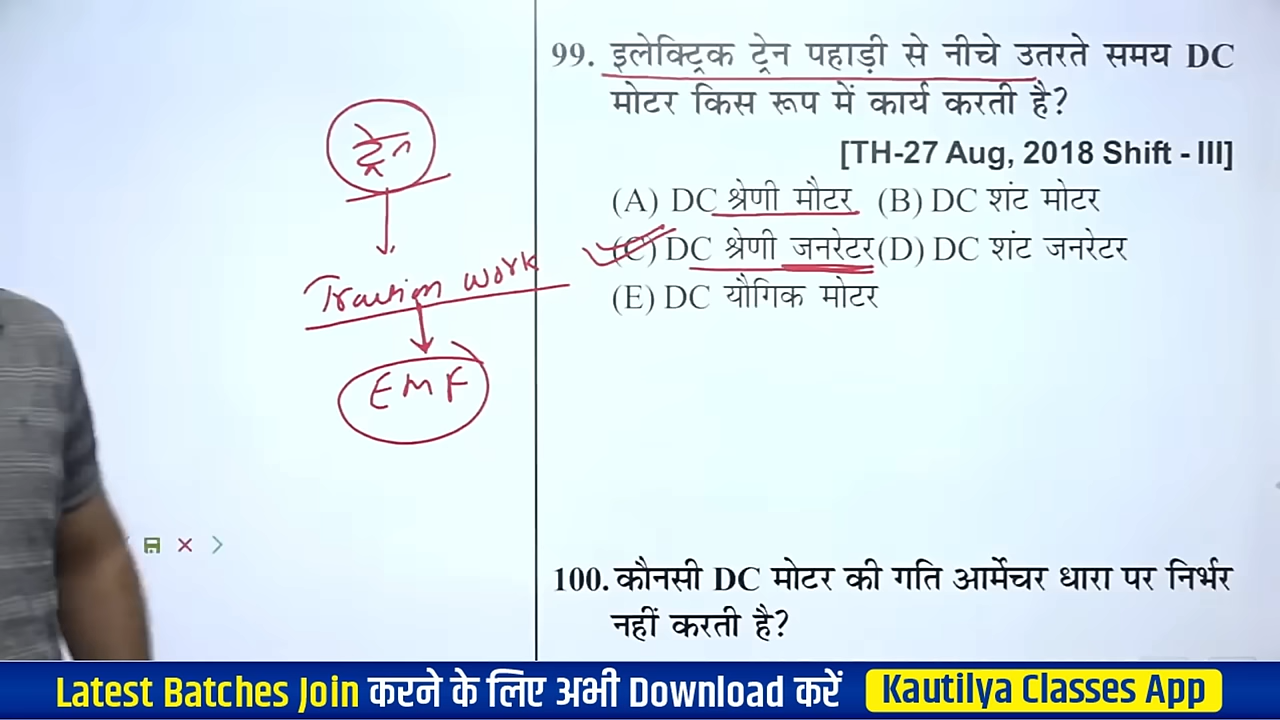 99. इलेक्ट्रिक ट्रेन पहाड़ी से नीचे उतरते समय DC
मोटर किस रूप में कार्य करती है?
[TH-27 Aug, 2018 Shift - III]
(A) DC श्रेणी मौटर (B) DC शंट मोटर
(C) DC श्रेणी जनरेटर (D) DC शंट जनरेटर
(E) DC यौगिक मोटर
ट्रेन
Traction work
EMF
100. कौनसी DC मोटर की गति आर्मेचर धारा पर निर्भर
नहीं करती है?
Latest Batches Join करने के लिए अभी Download करें
Kautilya Classes App